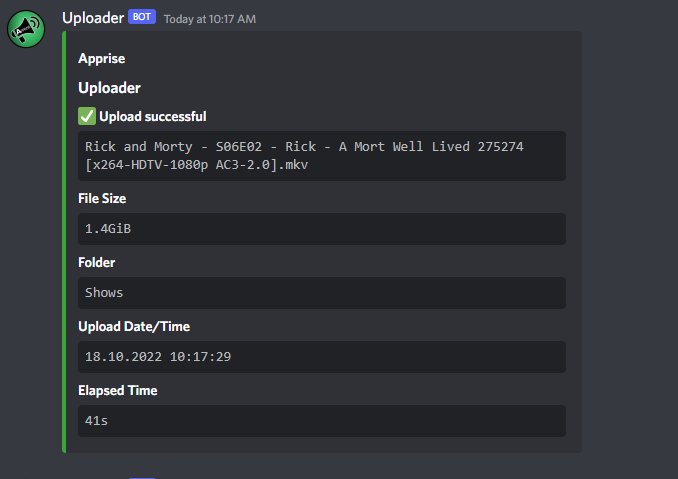 Uploader BOT Today at 10:17 AM
Apprise
Uploader
✅ Upload successful
Rick and Morty - S06E02 - Rick - A Mort Well Lived 275274
[x264-HDTV-1080p AC3-2.0].mkv
File Size
1.4GiB
Folder
Shows
Upload Date/Time
18.10.2022 10:17:29
Elapsed Time
41s